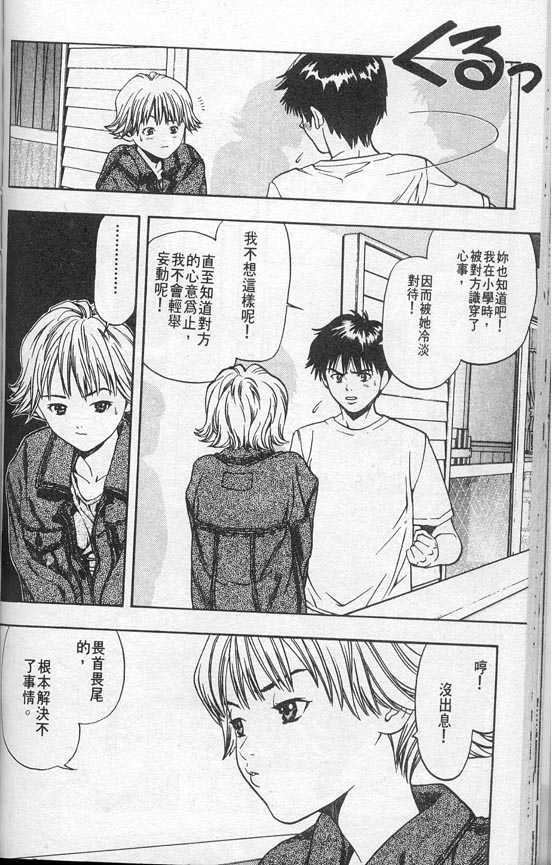 くるっ
妳也知道吧！
我在小學時，
被對方識穿了
心事，
因而被她冷淡
對待！
我不想這樣呢！
直至知道對方
的心意爲止，
我不會輕舉
妄動呢！
…………
哼！
沒出息！
畏首畏尾
的，
根本解決不
了事情。